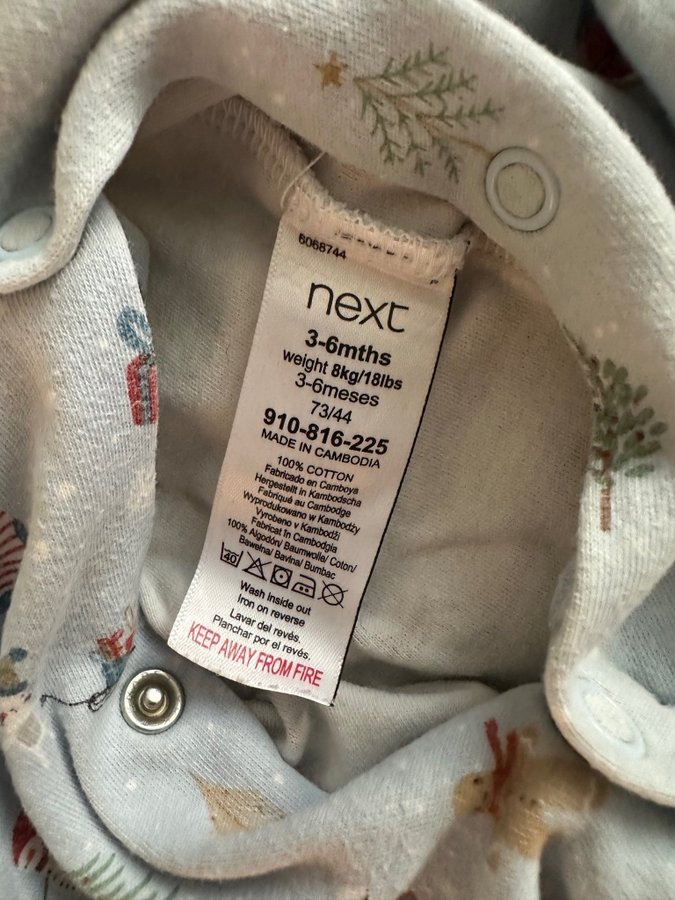 6068744
next
3-6mths
weight 8kg/18lbs
3-6meses
73/44
910-816-225
MADE IN CAMBODIA
100% COTTON
Fabricado en Camboya
Hergestellt in Kambodscha
Fabriqué au Cambodge
Wyprodukowano w Kambodży
Vyrobeno v Kambodži
Fabricat în Cambodgia
100% Algodón/ Baumwolle/ Coton/
Bawełna/ Bavlna/ Bumbac
40
Wash inside out
Iron on reverse
Lavar del revés.
Planchar por el revés.
KEEP AWAY FROM FIRE